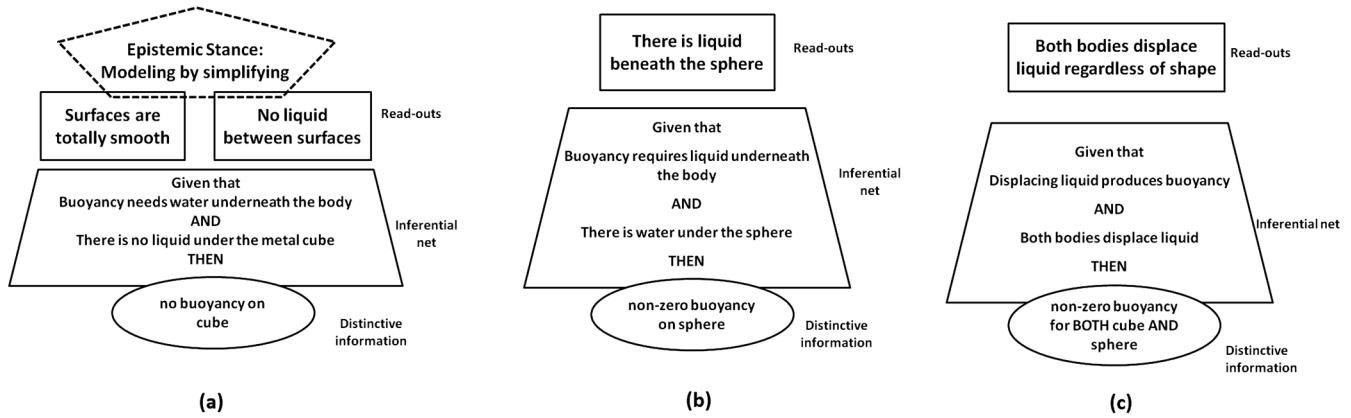 Epistemic Stance:
Modeling by simplifying
Surfaces are
totally smooth
No liquid
between surfaces
Read-outs
Given that
Buoyancy needs water underneath the body
AND
There is no liquid under the metal cube
THEN
Inferential
net
no buoyancy on
cube
Distinctive
information
(a)
There is liquid
beneath the sphere
Read-outs
Given that
Buoyancy requires liquid underneath
the body
AND
There is water under the sphere
THEN
Inferential
net
non-zero buoyancy
on sphere
Distinctive
information
(b)
Both bodies displace
liquid regardless of shape
Read-outs
Given that
Displacing liquid produces buoyancy
AND
Both bodies displace liquid
THEN
Inferential net
non-zero buoyancy
for BOTH cube AND
sphere
Distinctive
information
(c)